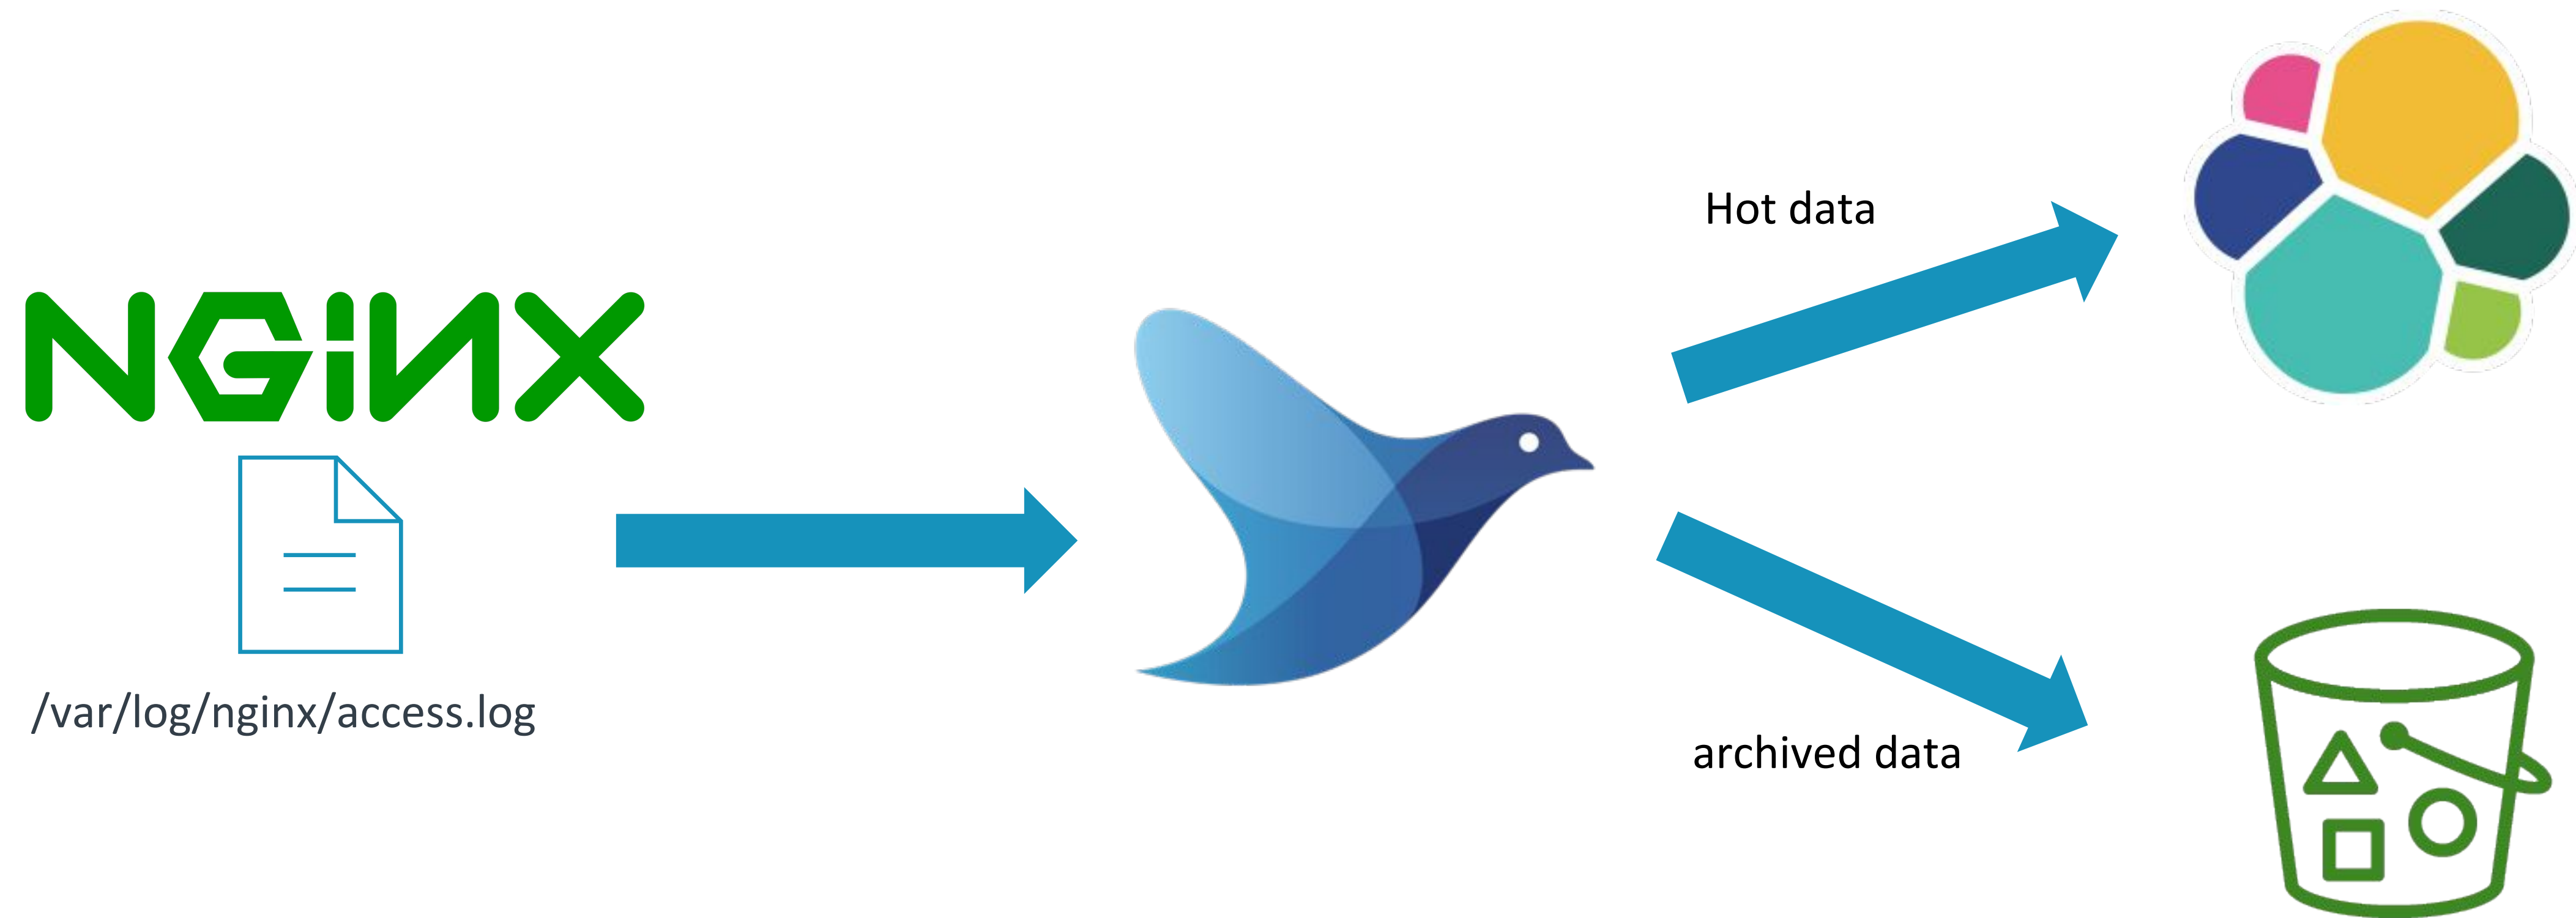 NGiNX
/var/log/nginx/access.log
Hot data
archived data